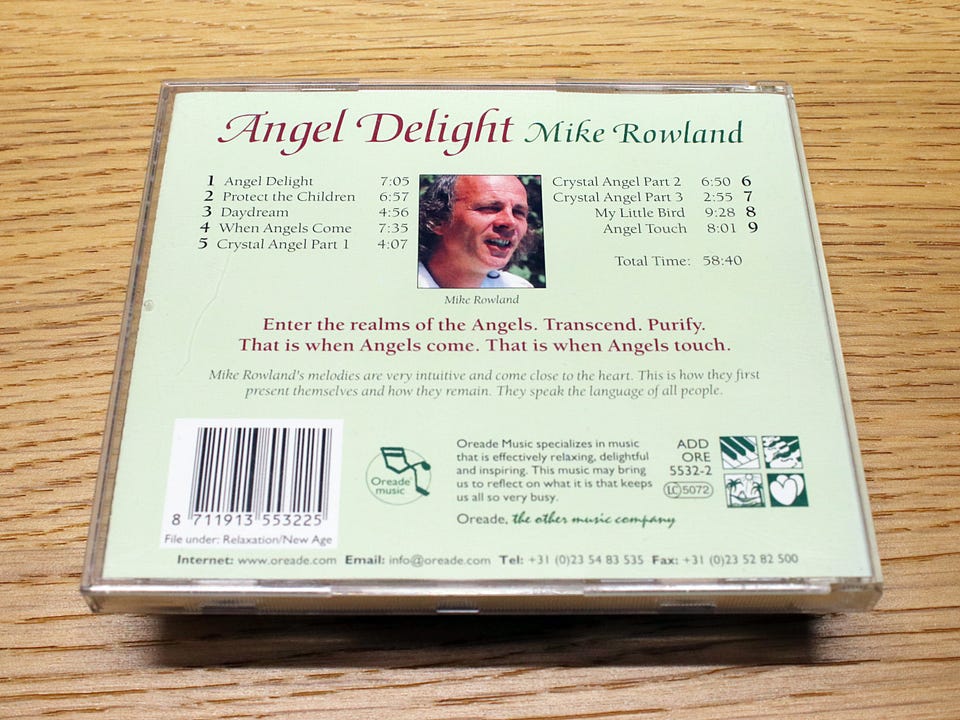 Angel Delight Mike Rowland
1 Angel Delight 7:05
2 Protect the Children 6:57
3 Daydream 4:56
4 When Angels Come 7:35
5 Crystal Angel Part 1 4:07
Crystal Angel Part 2 6:50 6
Crystal Angel Part 3 2:55 7
My Little Bird 9:28 8
Angel Touch 8:01 9
Total Time: 58:40
Mike Rowland
Enter the realms of the Angels. Transcend. Purify.
That is when Angels come. That is when Angels touch.
Mike Rowland's melodies are very intuitive and come close to the heart. This is how they first
present themselves and how they remain. They speak the language of all people.
8 711913 553225
File under: Relaxation/New Age
Oreade
music
Oreade Music specializes in music
that is effectively relaxing, delightful
and inspiring. This music may bring
us to reflect on what it is that keeps
us all so very busy.
Oreade, the other music company
ADD
ORE
5532-2
LC 5072
Internet: www.oreade.com Email: info@oreade.com Tel: +31 (0)23 54 83 535 Fax: +31 (0)23 52 82 500